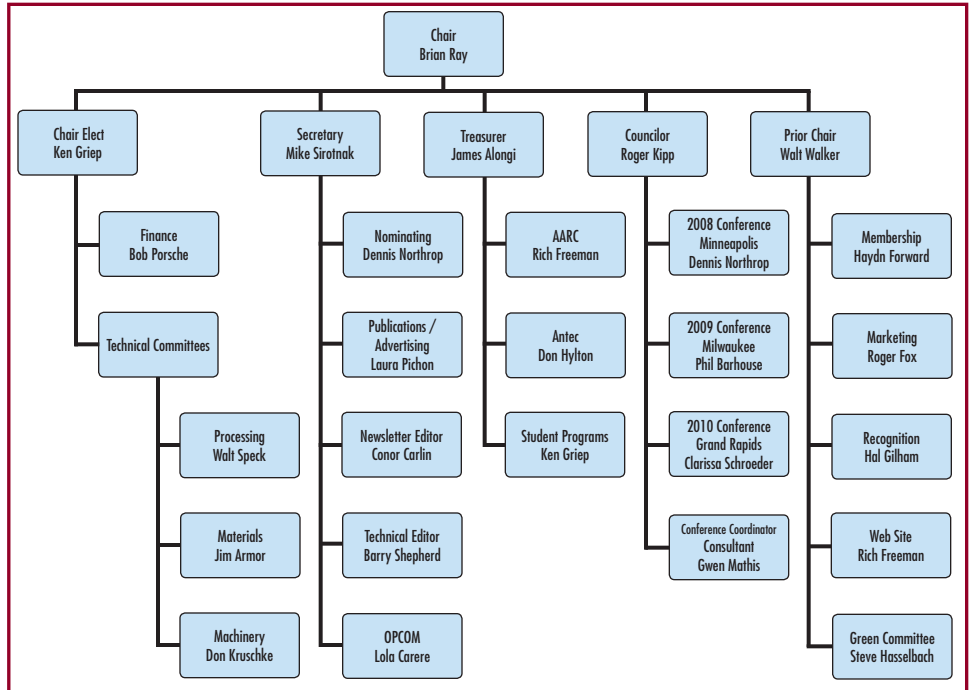 Chair
Brian Ray
Chair Elect
Ken Griep
Secretary
Mike Sirotnak
Treasurer
James Alongi
Councilor
Roger Kipp
Prior Chair
Walt Walker
Finance
Bob Porsche
Technical Committees
Processing
Walt Speck
Materials
Jim Armor
Machinery
Don Kruschke
Nominating
Dennis Northrop
Publications /
Advertising
Laura Pichon
Newsletter Editor
Conor Carlin
Technical Editor
Barry Shepherd
OPCOM
Lola Carere
AARC
Rich Freeman
Antec
Don Hylton
Student Programs
Ken Griep
2008 Conference
Minneapolis
Dennis Northrop
2009 Conference
Milwaukee
Phil Barhouse
2010 Conference
Grand Rapids
Clarissa Schroeder
Conference Coordinator
Consultant
Gwen Mathis
Membership
Haydn Forward
Marketing
Roger Fox
Recognition
Hal Gilham
Web Site
Rich Freeman
Green Committee
Steve Hasselbach